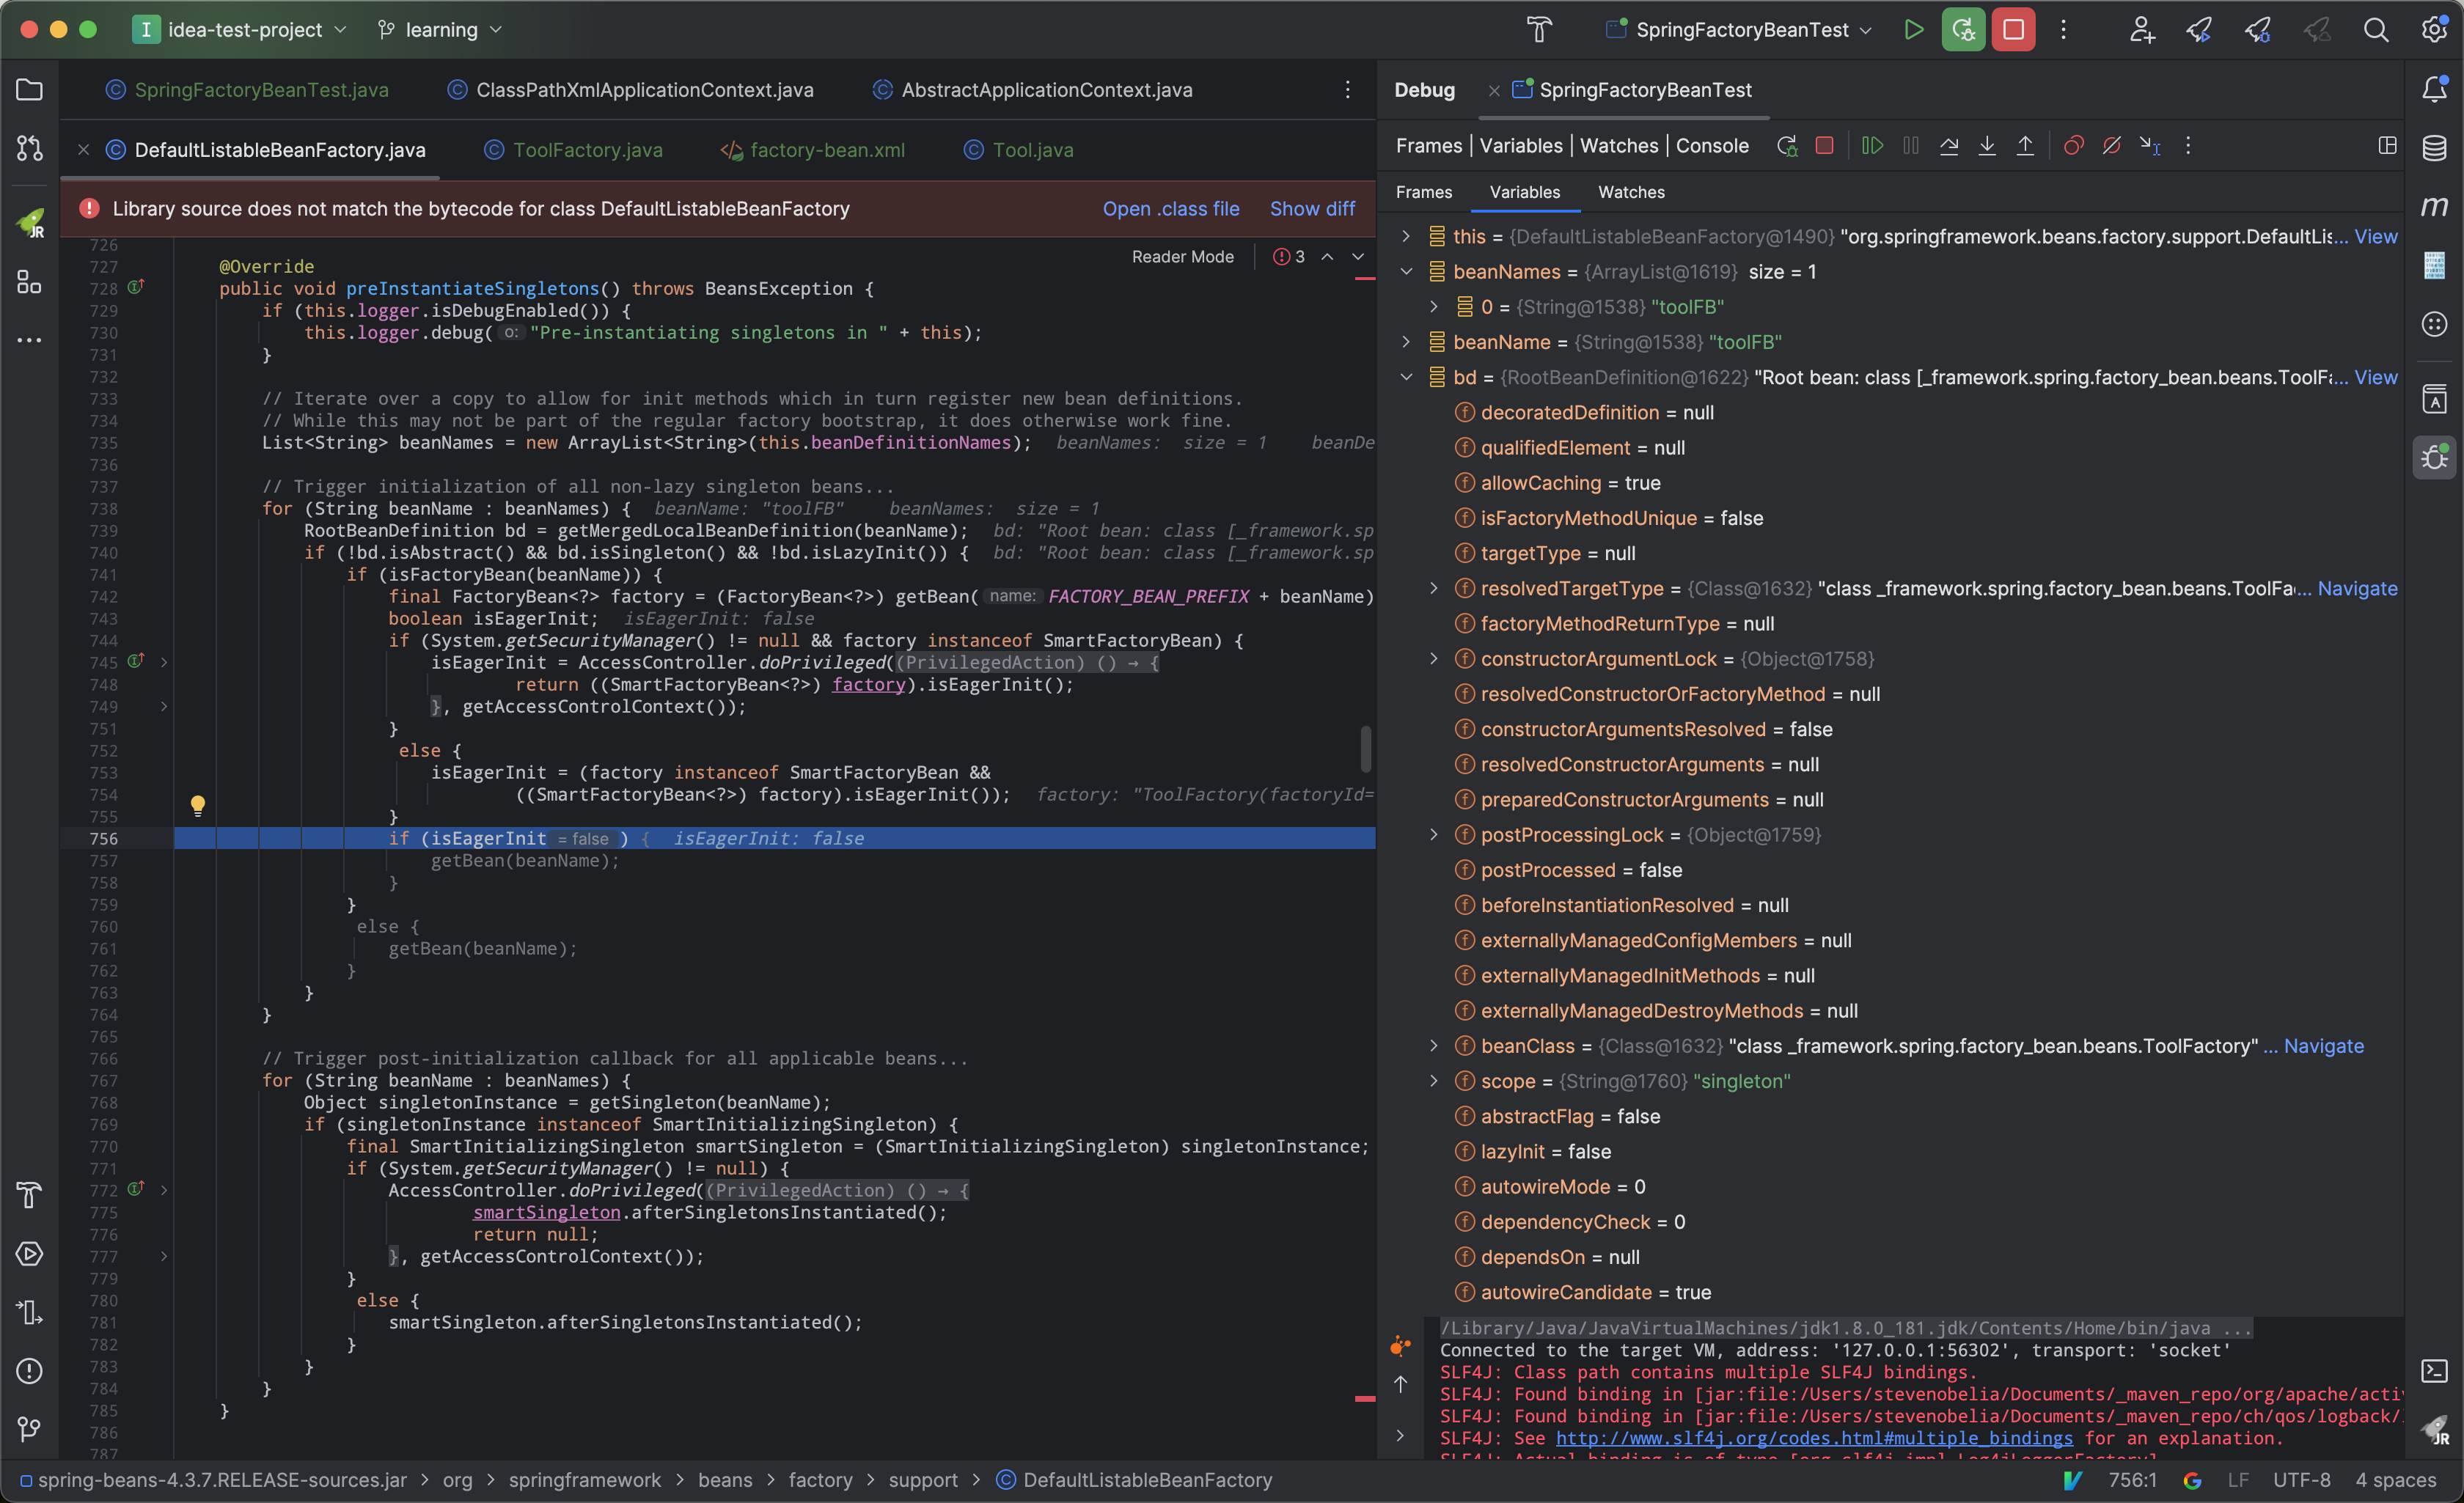 idea-test-project
learning
SpringFactoryBeanTest
SpringFactoryBeanTest.java
ClassPathXmlApplicationContext.java
AbstractApplicationContext.java
DefaultListableBeanFactory.java
ToolFactory.java
factory-bean.xml
Tool.java
Library source does not match the bytecode for class DefaultListableBeanFactory
Open .class file
Show diff
Reader Mode
3
726
727 @Override
728 public void preInstantiateSingletons() throws BeansException {
729 if (this.logger.isDebugEnabled()) {
730 this.logger.debug( o: "Pre-instantiating singletons in " + this);
731 }
732
733 // Iterate over a copy to allow for init methods which in turn register new bean definitions.
734 // While this may not be part of the regular factory bootstrap, it does otherwise work fine.
735 List<String> beanNames = new ArrayList<String>(this.beanDefinitionNames); beanNames: size = 1 beanDe
736
737 // Trigger initialization of all non-lazy singleton beans...
738 for (String beanName : beanNames) { beanName: "toolFB" beanNames: size = 1
739 RootBeanDefinition bd = getMergedLocalBeanDefinition(beanName); bd: "Root bean: class [_framework.sp
740 if (!bd.isAbstract() && bd.isSingleton() && !bd.isLazyInit()) { bd: "Root bean: class [_framework.sp
741 if (isFactoryBean(beanName)) {
742 final FactoryBean<?> factory = (FactoryBean<?>) getBean( name: FACTORY_BEAN_PREFIX + beanName)
743 boolean isEagerInit; isEagerInit: false
744 if (System.getSecurityManager() != null && factory instanceof SmartFactoryBean) {
745 isEagerInit = AccessController.doPrivileged((PrivilegedAction) () → {
748 return ((SmartFactoryBean<?>) factory).isEagerInit();
749 }, getAccessControlContext());
751 }
752 else {
753 isEagerInit = (factory instanceof SmartFactoryBean &&
754 ((SmartFactoryBean<?>) factory).isEagerInit()); factory: "ToolFactory(factoryId=
755 }
756 if (isEagerInit = false ) { isEagerInit: false
757 getBean(beanName);
758 }
759 }
760 else {
761 getBean(beanName);
762 }
763 }
764 }
765
766 // Trigger post-initialization callback for all applicable beans...
767 for (String beanName : beanNames) {
768 Object singletonInstance = getSingleton(beanName);
769 if (singletonInstance instanceof SmartInitializingSingleton) {
770 final SmartInitializingSingleton smartSingleton = (SmartInitializingSingleton) singletonInstance;
771 if (System.getSecurityManager() != null) {
772 AccessController.doPrivileged((PrivilegedAction) () → {
775 smartSingleton.afterSingletonsInstantiated();
776 return null;
777 }, getAccessControlContext());
779 }
780 else {
781 smartSingleton.afterSingletonsInstantiated();
782 }
783 }
784 }
785 }
786
787
Debug
SpringFactoryBeanTest
Frames | Variables | Watches | Console
Frames
Variables
Watches
this = {DefaultListableBeanFactory@1490} "org.springframework.beans.factory.support.DefaultLis... View
beanNames = {ArrayList@1619} size = 1
0 = {String@1538} "toolFB"
beanName = {String@1538} "toolFB"
bd = {RootBeanDefinition@1622} "Root bean: class [_framework.spring.factory_bean.beans.ToolFa... View
decoratedDefinition = null
qualifiedElement = null
allowCaching = true
isFactoryMethodUnique = false
targetType = null
resolvedTargetType = {Class@1632} "class _framework.spring.factory_bean.beans.ToolFa... Navigate
factoryMethodReturnType = null
constructorArgumentLock = {Object@1758}
resolvedConstructorOrFactoryMethod = null
constructorArgumentsResolved = false
resolvedConstructorArguments = null
preparedConstructorArguments = null
postProcessingLock = {Object@1759}
postProcessed = false
beforeInstantiationResolved = null
externallyManagedConfigMembers = null
externallyManagedInitMethods = null
externallyManagedDestroyMethods = null
beanClass = {Class@1632} "class _framework.spring.factory_bean.beans.ToolFactory" ... Navigate
scope = {String@1760} "singleton"
abstractFlag = false
lazyInit = false
autowireMode = 0
dependencyCheck = 0
dependsOn = null
autowireCandidate = true
/Library/Java/JavaVirtualMachines/jdk1.8.0_181.jdk/Contents/Home/bin/java ...
Connected to the target VM, address: '127.0.0.1:56302', transport: 'socket'
SLF4J: Class path contains multiple SLF4J bindings.
SLF4J: Found binding in [jar:file:/Users/stevenobelia/Documents/_maven_repo/org/apache/activ
SLF4J: Found binding in [jar:file:/Users/stevenobelia/Documents/_maven_repo/ch/qos/logback/
SLF4J: See http://www.slf4j.org/codes.html#multiple_bindings for an explanation.
SLF4J: Actual binding is of type [org.slf4j.impl.Log4jLoggerFactory]
spring-beans-4.3.7.RELEASE-sources.jar > org > springframework > beans > factory > support > DefaultListableBeanFactory
756:1
LF
UTF-8
4 spaces